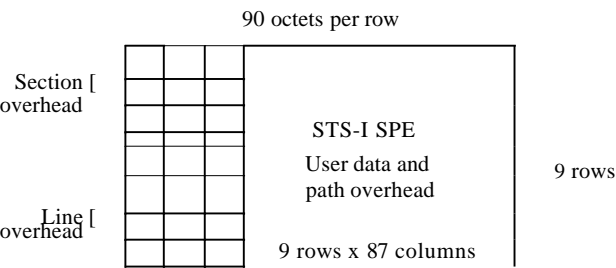 90 octets per row
Section [
overhead
STS-I SPE
User data and
path overhead
9 rows
Line [
overhead
9 rows x 87 columns